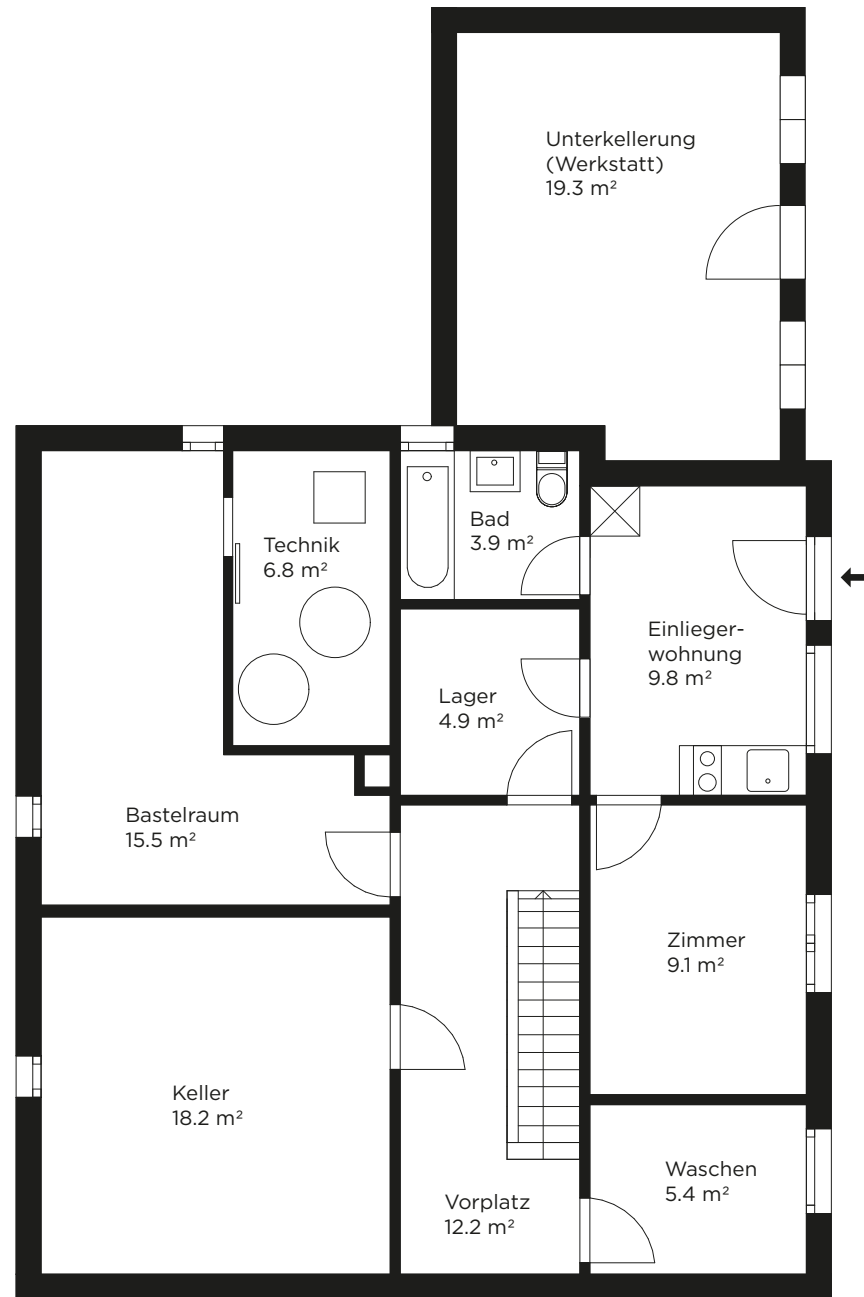 Unterkellerung
(Werkstatt)
19.3 m²
Bad
3.9 m²
Technik
6.8 m²
Einlieger-
wohnung
9.8 m²
Lager
4.9 m²
Bastelraum
15.5 m²
Zimmer
9.1 m²
Keller
18.2 m²
Waschen
5.4 m²
Vorplatz
12.2 m²